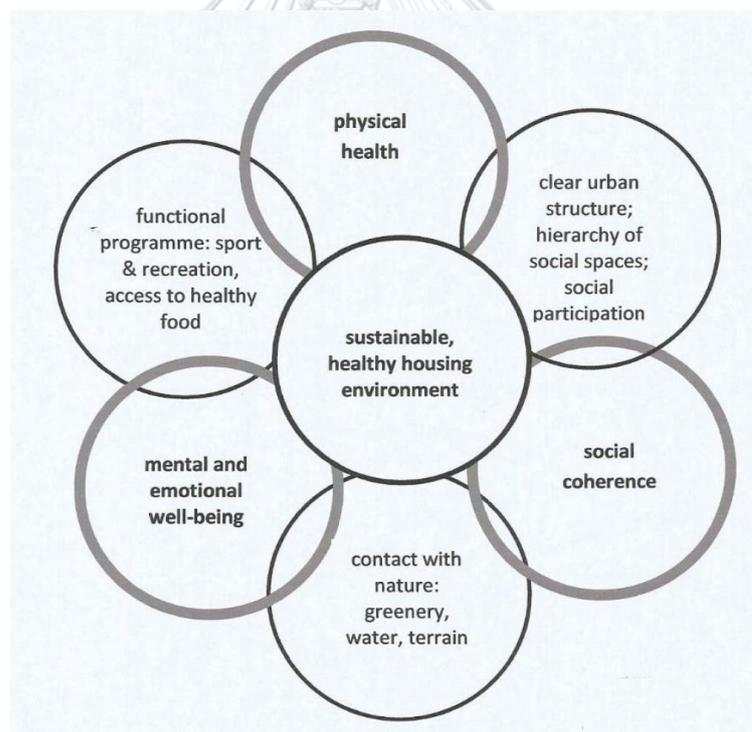 physical
health
clear urban
structure;
hierarchy of
social spaces;
social
participation
functional
programme: sport
& recreation,
access to healthy
food
sustainable,
healthy housing
environment
social
coherence
mental and
emotional
well-being
contact with
nature:
greenery,
water, terrain